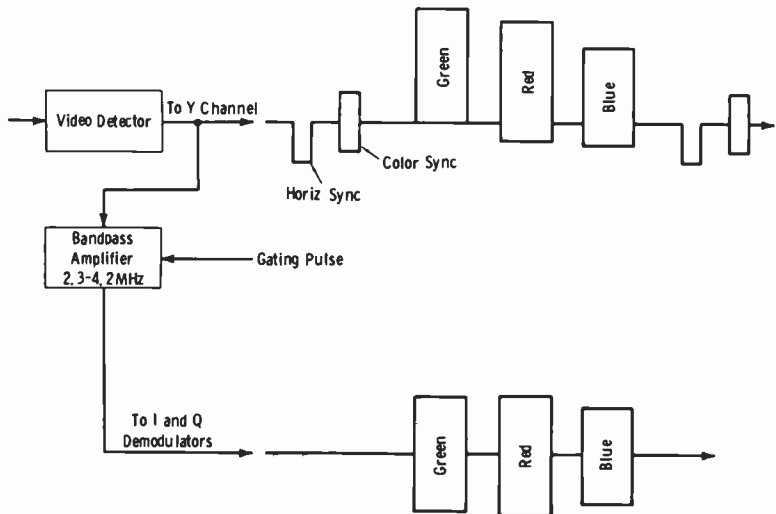 Video Detector
To Y Channel
Green
Red
Blue
Color Sync
Horiz Sync
Bandpass
Amplifier
2.3-4.2MHz
Gating Pulse
To I and Q
Demodulators
Green
Red
Blue